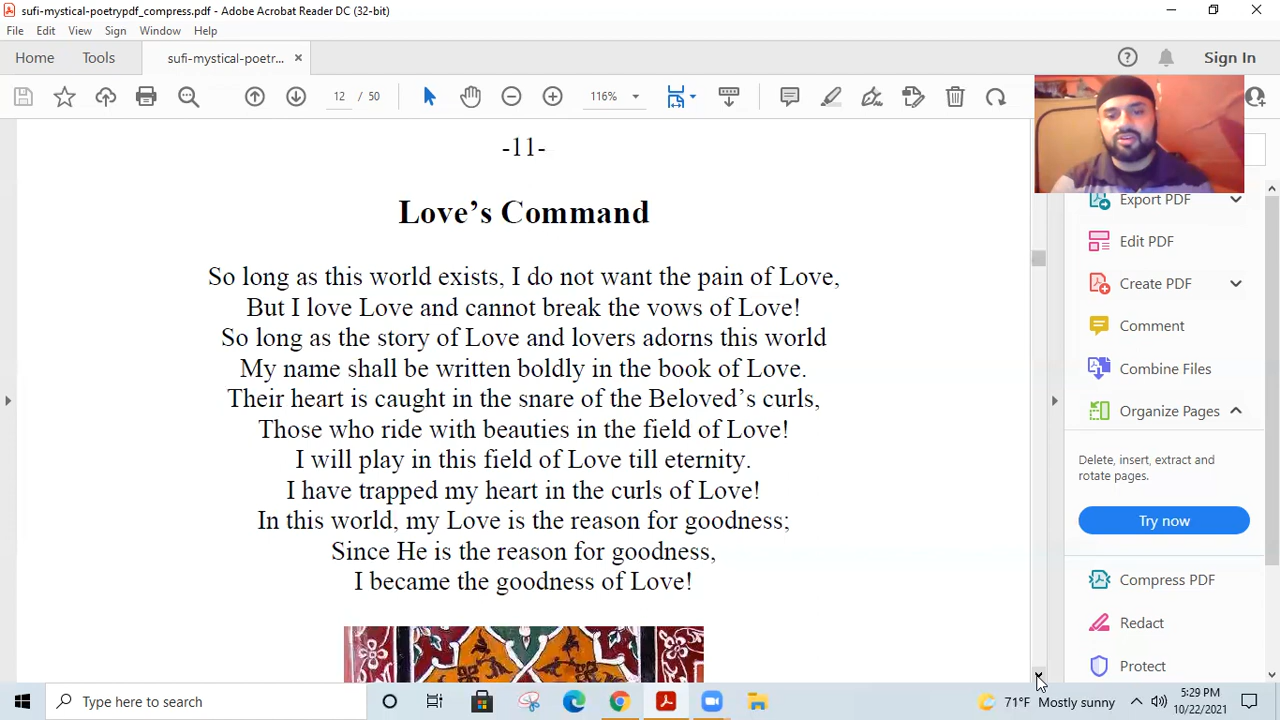 sufi-mystical-poetrypdf_compress.pdf - Adobe Acrobat Reader DC (32-bit)
File Edit View Sign Window Help
Home Tools sufi-mystical-poetr... Sign In
12 / 50 116%
-11-
Love's Command
So long as this world exists, I do not want the pain of Love,
But I love Love and cannot break the vows of Love!
So long as the story of Love and lovers adorns this world
My name shall be written boldly in the book of Love.
Their heart is caught in the snare of the Beloved's curls,
Those who ride with beauties in the field of Love!
I will play in this field of Love till eternity.
I have trapped my heart in the curls of Love!
In this world, my Love is the reason for goodness;
Since He is the reason for goodness,
I became the goodness of Love!
Export PDF
Edit PDF
Create PDF
Comment
Combine Files
Organize Pages
Delete, insert, extract and
rotate pages.
Try now
Compress PDF
Redact
Protect
Type here to search
71°F Mostly sunny
5:29 PM
10/22/2021